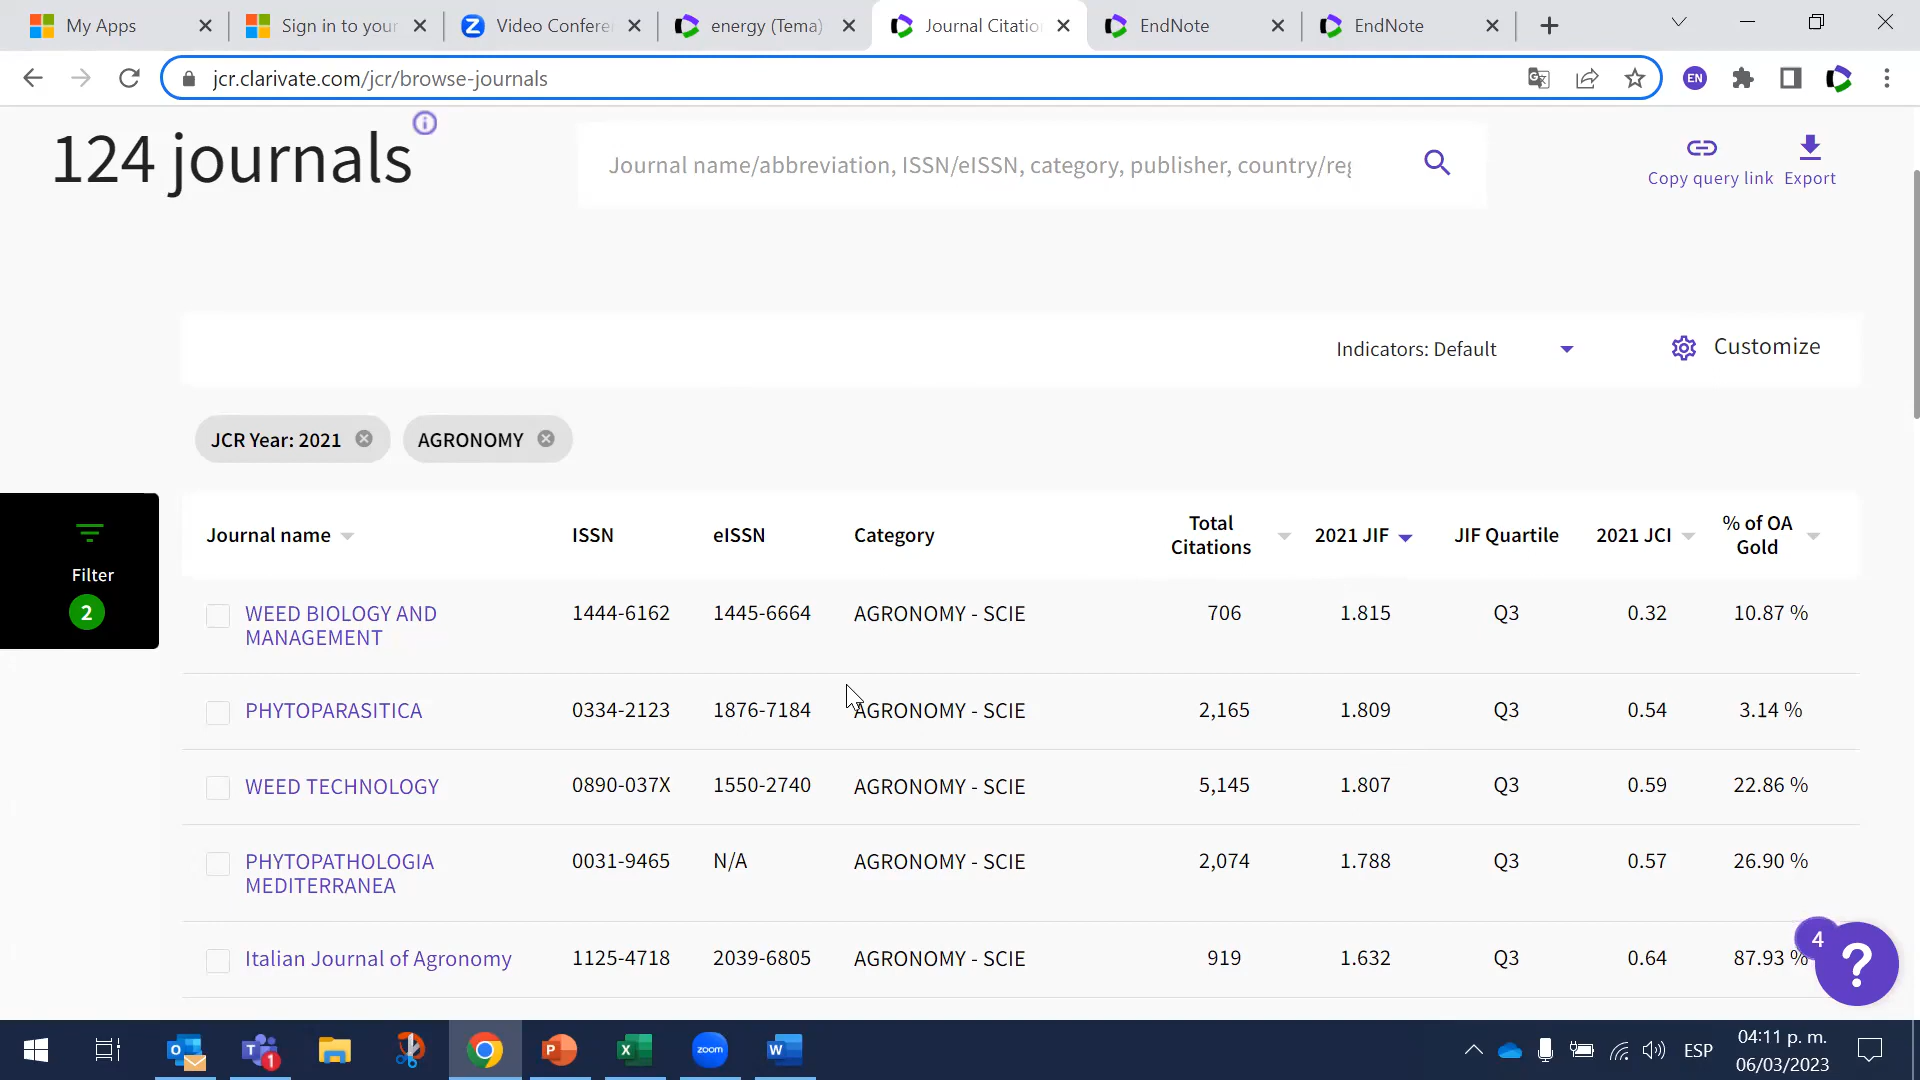 My Apps
Sign in to your
Video Confere
energy (Tema)
Journal Citatio
EndNote
EndNote
jcr.clarivate.com/jcr/browse-journals
EN
124 journals
Journal name/abbreviation, ISSN/eISSN, category, publisher, country/reg
Copy query link
Export
Indicators: Default
Customize
JCR Year: 2021
AGRONOMY
Filter
2
Journal name ISSN eISSN Category Total Citations 2021 JIF JIF Quartile 2021 JCI % of OA Gold
WEED BIOLOGY AND MANAGEMENT 1444-6162 1445-6664 AGRONOMY - SCIE 706 1.815 Q3 0.32 10.87 %
PHYTOPARASITICA 0334-2123 1876-7184 AGRONOMY - SCIE 2,165 1.809 Q3 0.54 3.14 %
WEED TECHNOLOGY 0890-037X 1550-2740 AGRONOMY - SCIE 5,145 1.807 Q3 0.59 22.86 %
PHYTOPATHOLOGIA MEDITERRANEA 0031-9465 N/A AGRONOMY - SCIE 2,074 1.788 Q3 0.57 26.90 %
Italian Journal of Agronomy 1125-4718 2039-6805 AGRONOMY - SCIE 919 1.632 Q3 0.64 87.93 %
4
?
1
zoom
ESP
04:11 p. m.
06/03/2023